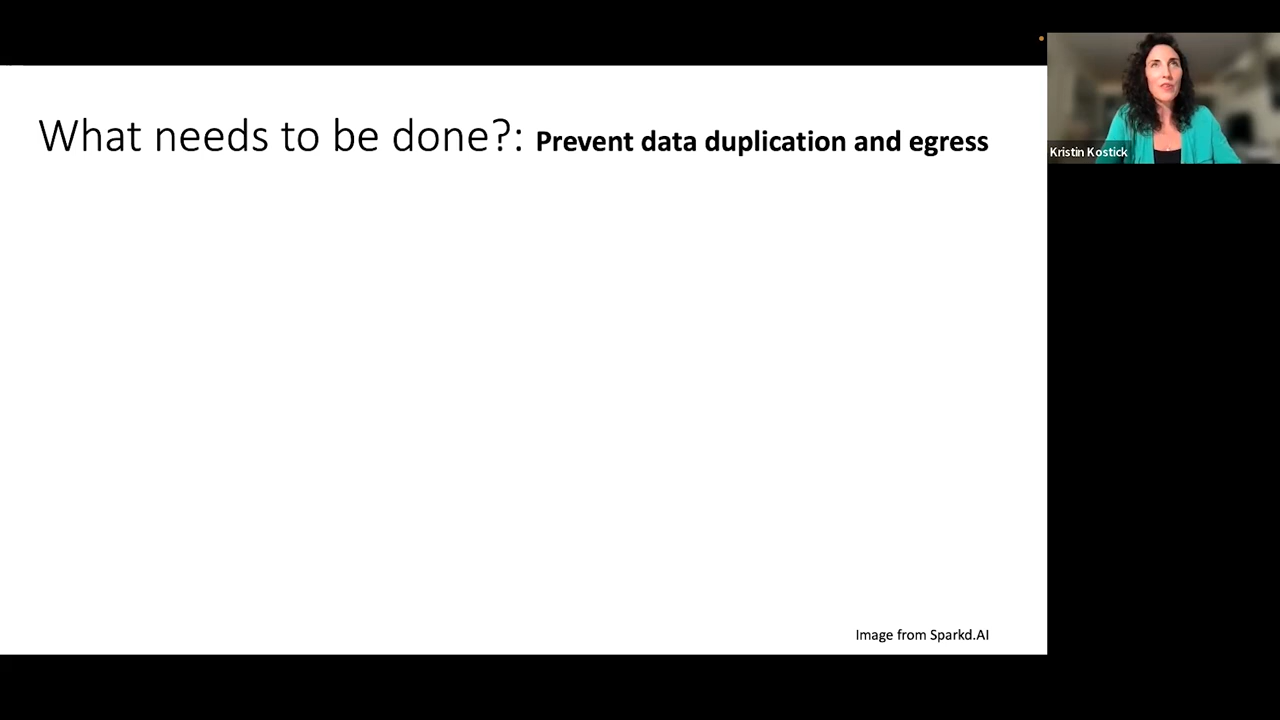 What needs to be done?: Prevent data duplication and egress
Kristin Kostick
Image from Sparkd.AI